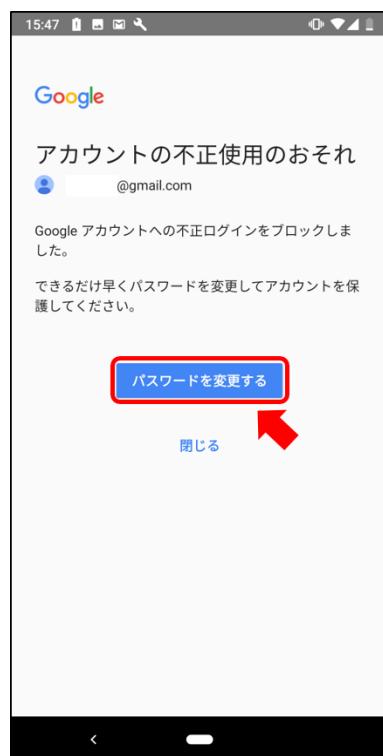 15:47
Google
アカウントの不正使用のおそれ
@gmail.com
Google アカウントへの不正ログインをブロックしま
した。
できるだけ早くパスワードを変更してアカウントを保
護してください。
パスワードを変更する
閉じる